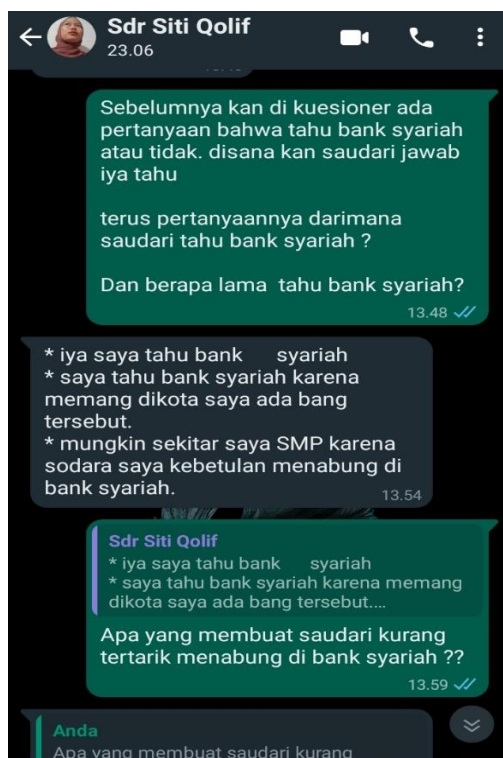 Sdr Siti Qolif
23.06
Sebelumnya kan di kuesioner ada
pertanyaan bahwa tahu bank syariah
atau tidak. disana kan saudari jawab
iya tahu
terus pertanyaannya darimana
saudari tahu bank syariah ?
Dan berapa lama  tahu bank syariah?
13.48
* iya saya tahu bank    syariah
* saya tahu bank syariah karena
memang dikota saya ada bang
tersebut.
* mungkin sekitar saya SMP karena
sodara saya kebetulan menabung di
bank syariah.
13.54
Sdr Siti Qolif
* iya saya tahu bank    syariah
* saya tahu bank syariah karena memang
dikota saya ada bang tersebut....
Apa yang membuat saudari kurang
tertarik menabung di bank syariah ??
13.59
Anda
Apa yang membuat saudari kurang